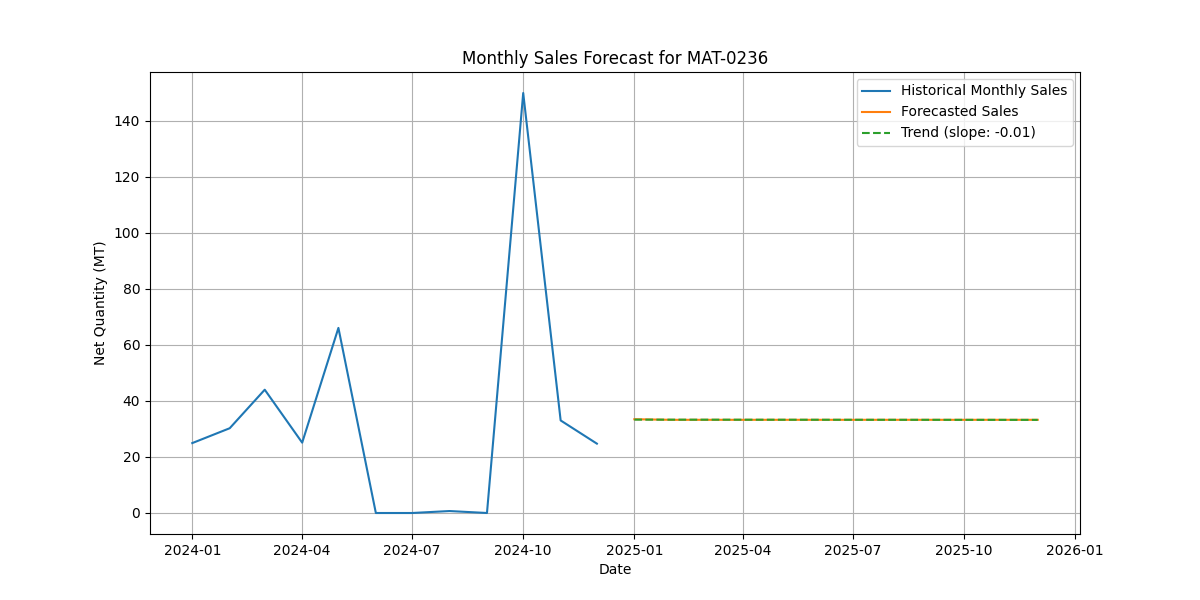 Monthly Sales Forecast for MAT-0236
Historical Monthly Sales
Forecasted Sales
Trend (slope: -0.01)
Net Quantity (MT)
140
120
100
80
60
40
20
0
2024-01 2024-04 2024-07 2024-10 2025-01 2025-04 2025-07 2025-10 2026-01
Date